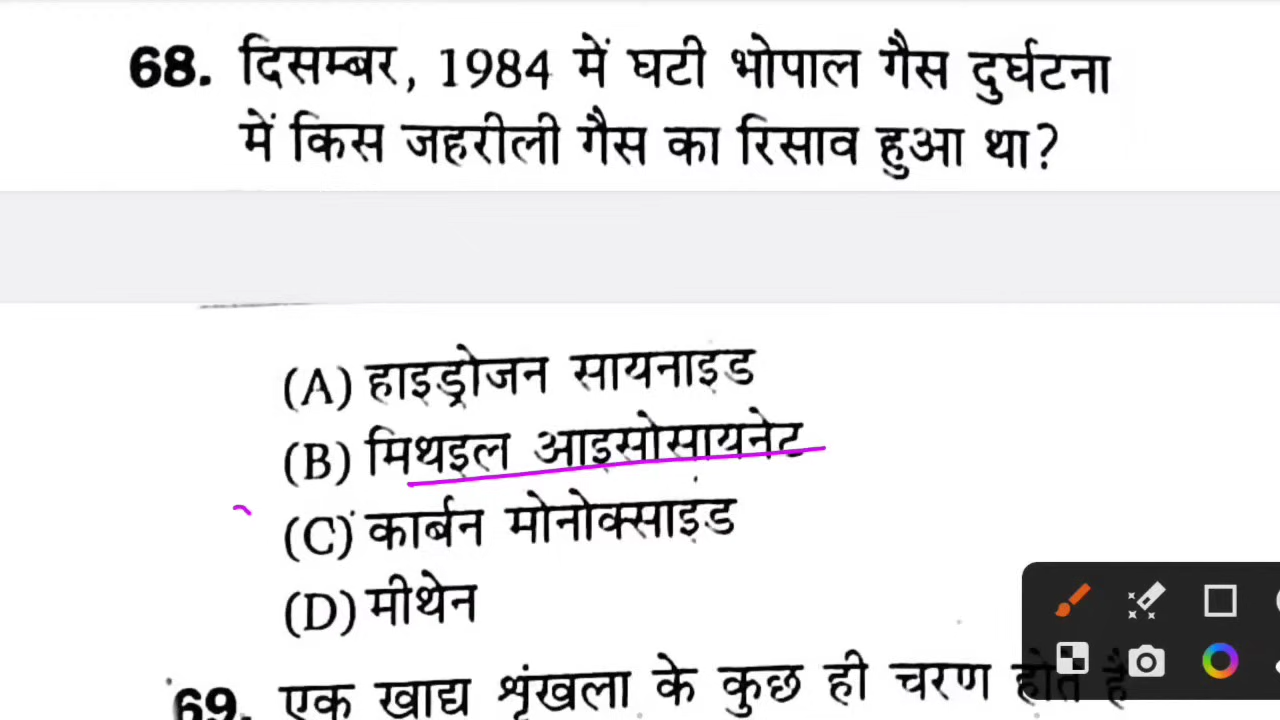 68. दिसम्बर, 1984 में घटी भोपाल गैस दुर्घटना
में किस जहरीली गैस का रिसाव हुआ था?
(A) हाइड्रोजन सायनाइड
(B) मिथइल आइसोसायनेट
(C) कार्बन मोनोक्साइड
(D) मीथेन
69. एक खाद्य शृंखला के कुछ ही चरण होते हैं